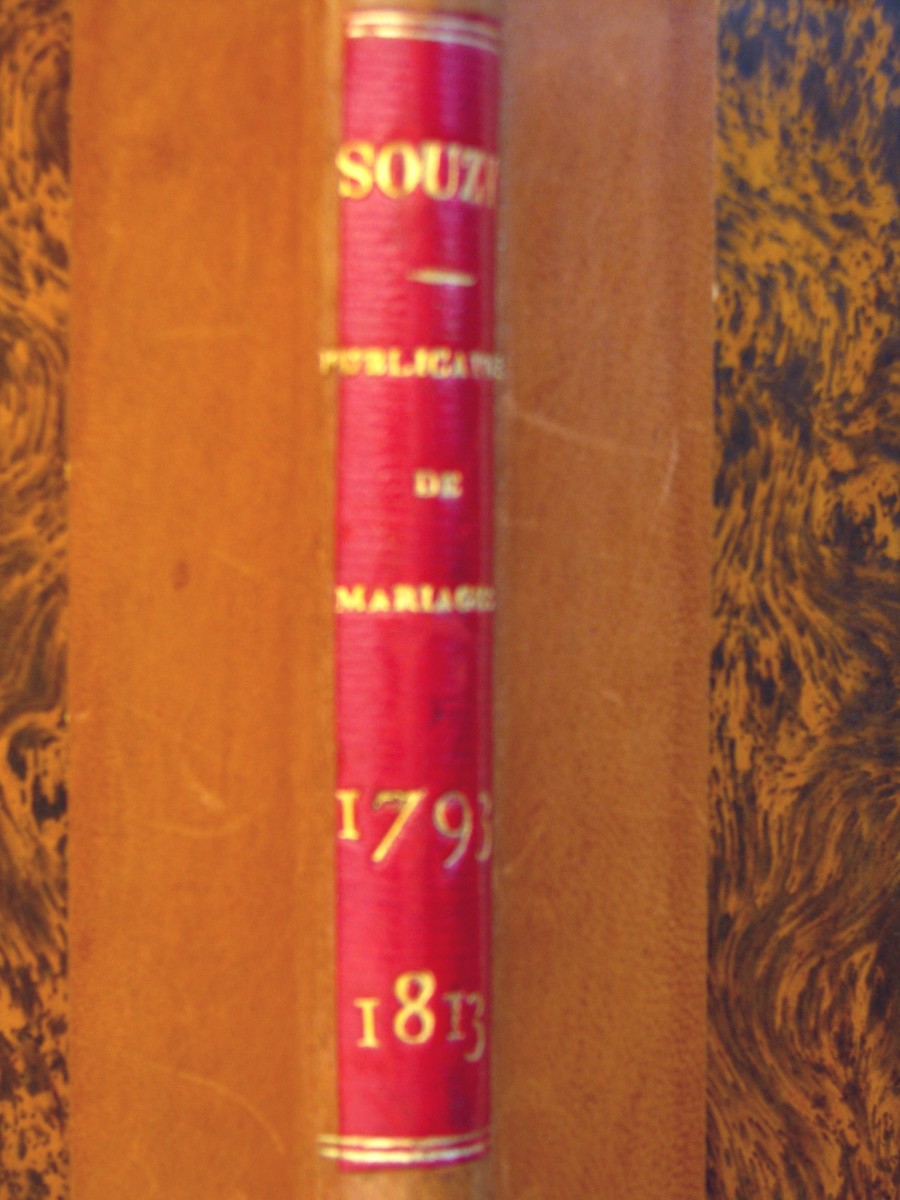 SOUZY
PUBLICATIONS
DE
MARIAGES
1793
1813